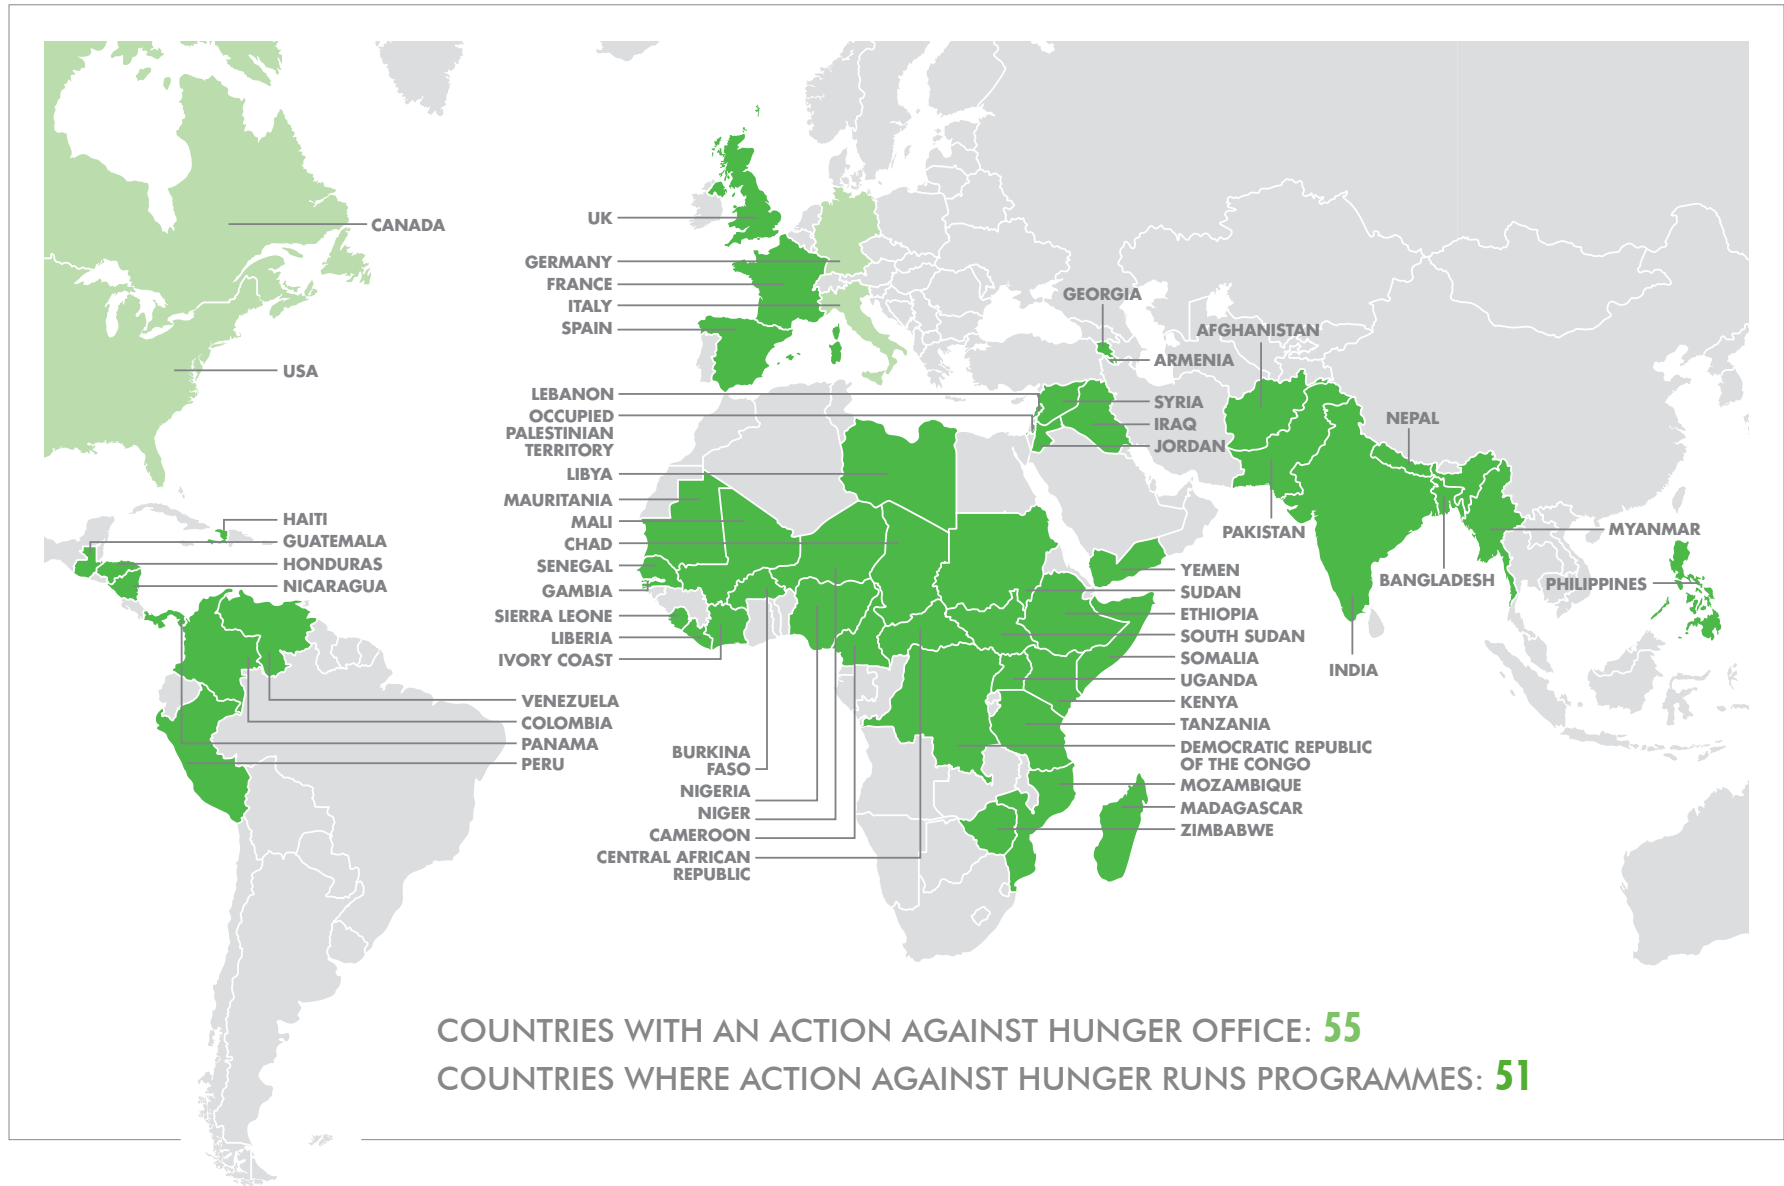 CANADA
USA
HAITI
GUATEMALA
HONDURAS
NICARAGUA
VENEZUELA
COLOMBIA
PANAMA
PERU
UK
GERMANY
FRANCE
ITALY
SPAIN
LEBANON
OCCUPIED
PALESTINIAN
TERRITORY
LIBYA
MAURITANIA
MALI
CHAD
SENEGAL
GAMBIA
SIERRA LEONE
LIBERIA
IVORY COAST
BURKINA
FASO
NIGERIA
NIGER
CAMEROON
CENTRAL AFRICAN
REPUBLIC
GEORGIA
ARMENIA
SYRIA
IRAQ
JORDAN
AFGHANISTAN
NEPAL
PAKISTAN
BANGLADESH
INDIA
MYANMAR
PHILIPPINES
YEMEN
SUDAN
ETHIOPIA
SOUTH SUDAN
SOMALIA
UGANDA
KENYA
TANZANIA
DEMOCRATIC REPUBLIC
OF THE CONGO
MOZAMBIQUE
MADAGASCAR
ZIMBABWE
COUNTRIES WITH AN ACTION AGAINST HUNGER OFFICE: 55
COUNTRIES WHERE ACTION AGAINST HUNGER RUNS PROGRAMMES: 51